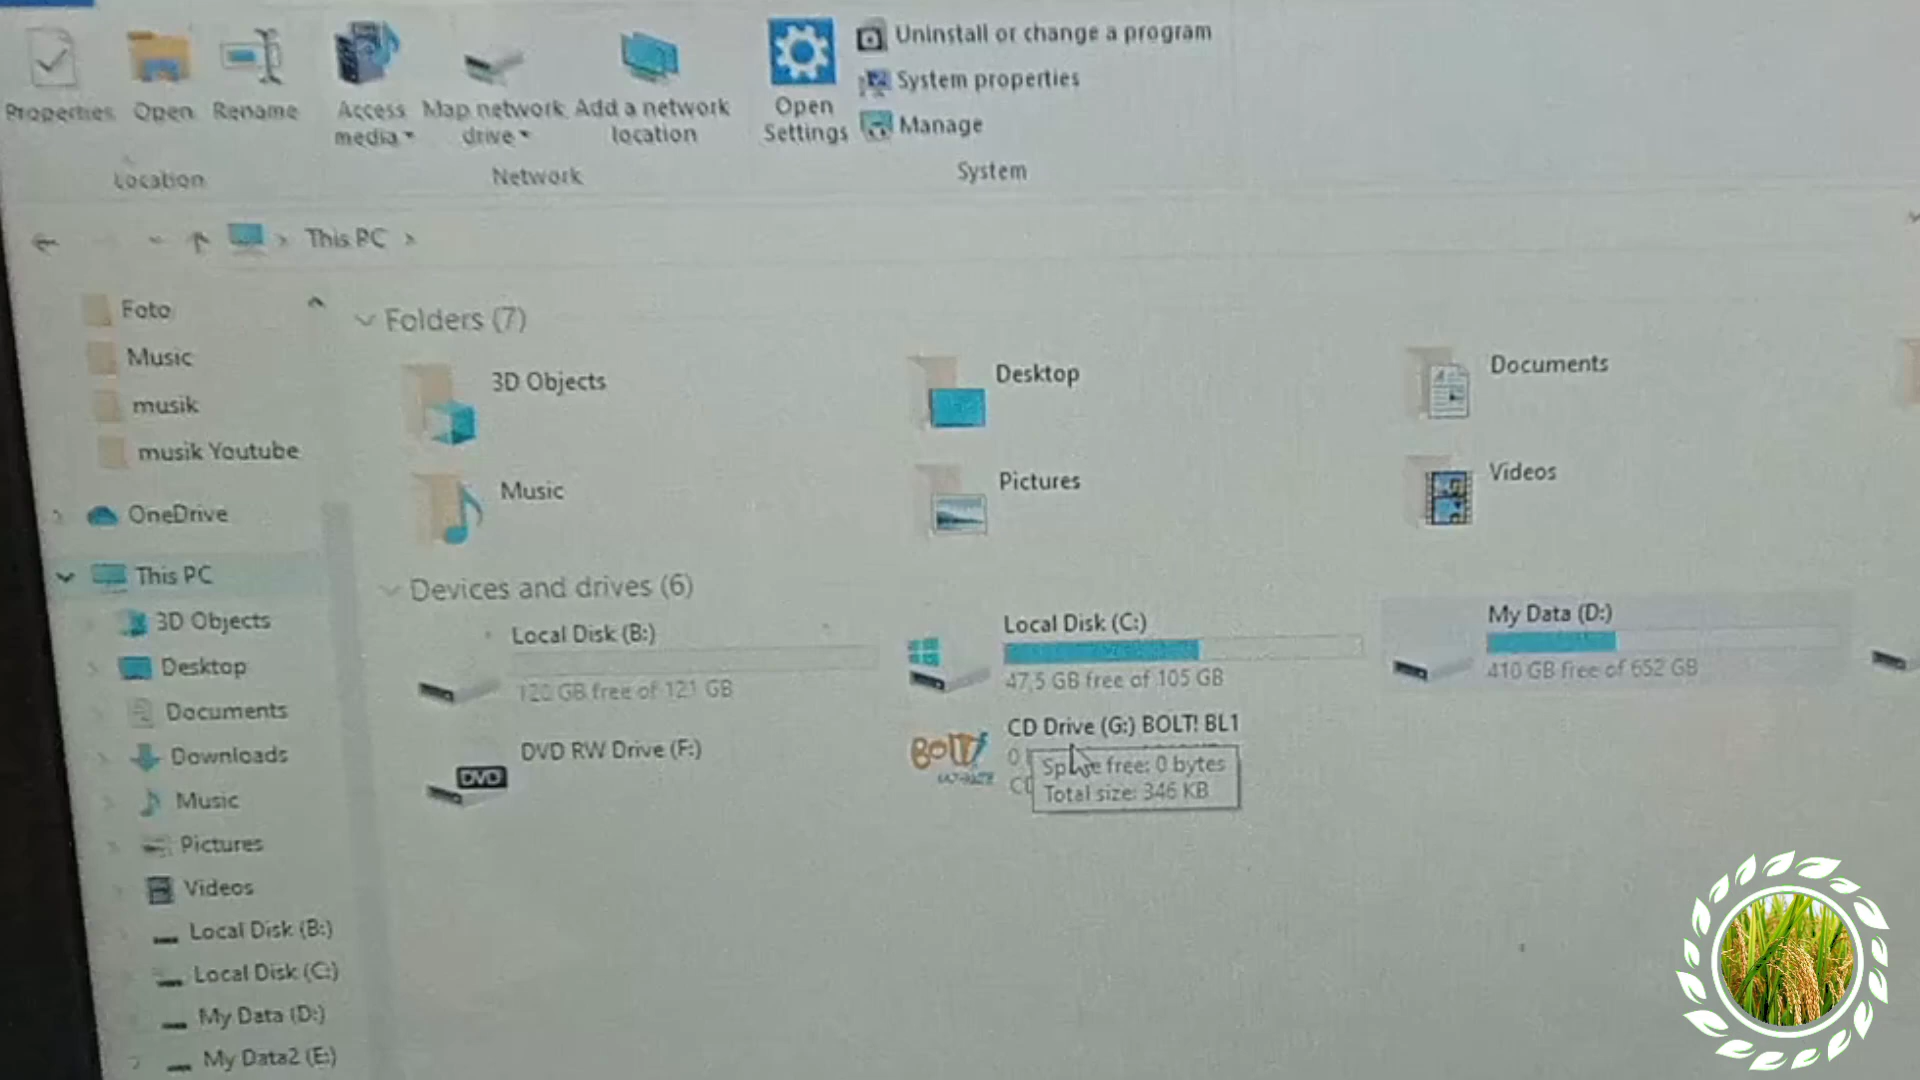 Properties
Open
Rename
Access media
Map network drive
Add a network location
Open Settings
Uninstall or change a program
System properties
Manage
Location
Network
System
This PC
Foto
Music
musik
musik Youtube
OneDrive
This PC
3D Objects
Desktop
Documents
Downloads
Music
Pictures
Videos
Local Disk (B:)
Local Disk (C:)
My Data (D:)
My Data2 (E:)
Folders (7)
3D Objects
Desktop
Documents
Music
Pictures
Videos
Devices and drives (6)
Local Disk (B:)
120 GB free of 121 GB
Local Disk (C:)
47,5 GB free of 105 GB
My Data (D:)
410 GB free of 652 GB
DVD RW Drive (F:)
DVD
CD Drive (G:) BOLT! BL1
BOLT!
0
free: 0 bytes
Total size: 346 KB